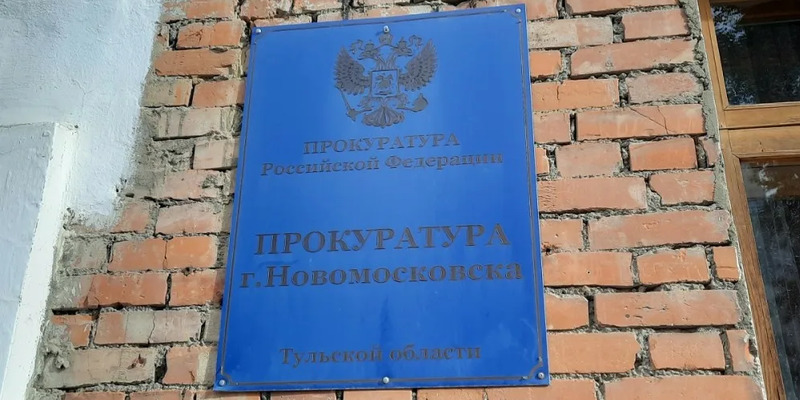 ПРОКУРАТУРА
Российской Федерации
ПРОКУРАТУРА
г.Новомосковска
Тульской области